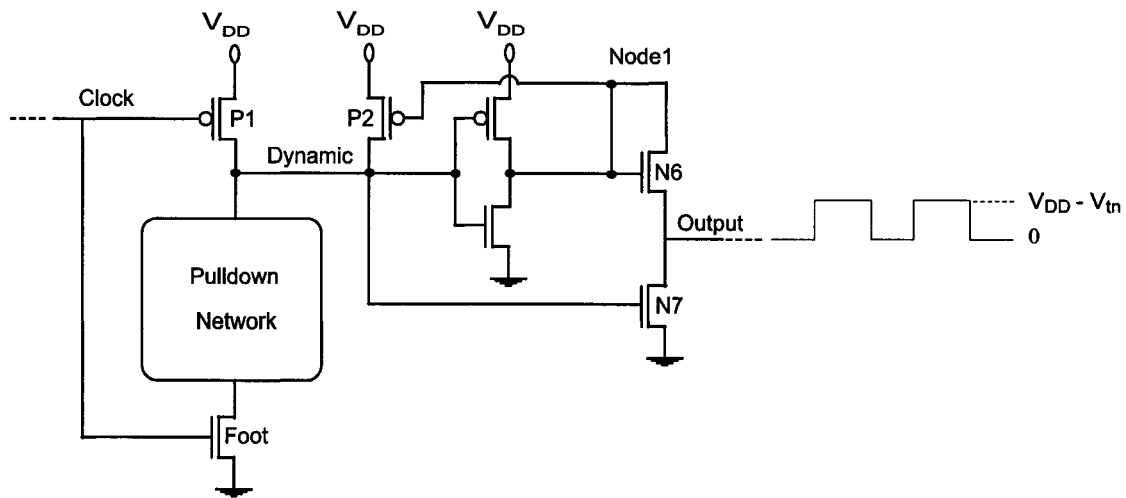 V_DD V_DD V_DD
Node1
Clock P1 P2
Dynamic N6
Output V_DD - V_tn
0
Pulldown
Network
N7
Foot